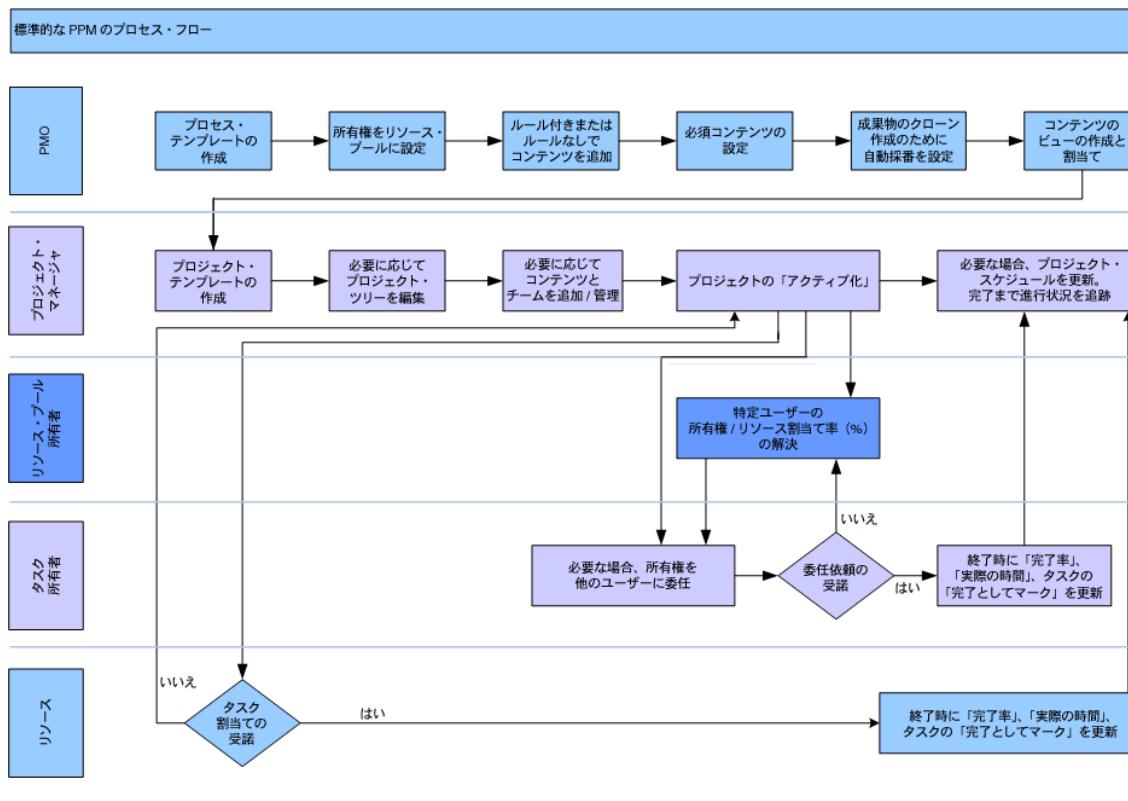 標準的な PPM のプロセス・フロー
PMO
プロセス・
テンプレートの
作成
所有権をリソース・
プールに設定
ルール付きまたは
ルールなしで
コンテンツを追加
必須コンテンツの
設定
成果物のクローン
作成のために
自動採番を設定
コンテンツの
ビューの作成と
割当て
プロジェクト・
マネージャ
プロジェクト・
テンプレートの
作成
必要に応じて
プロジェクト・
ツリーを編集
必要に応じて
コンテンツと
チームを追加 / 管理
プロジェクトの「アクティブ化」
必要な場合、プロジェクト・
スケジュールを更新。
完了まで進行状況を追跡
リソース・プール
所有者
特定ユーザーの
所有権 / リソース割当て率（%）
の解決
タスク
所有者
必要な場合、所有権を
他のユーザーに委任
委任依頼の
受諾
いいえ
はい
終了時に「完了率」、
「実際の時間」、タスクの
「完了としてマーク」を更新
リソース
いいえ
タスク
割当ての
受諾
はい
終了時に「完了率」、「実際の時間」、
タスクの「完了としてマーク」を更新